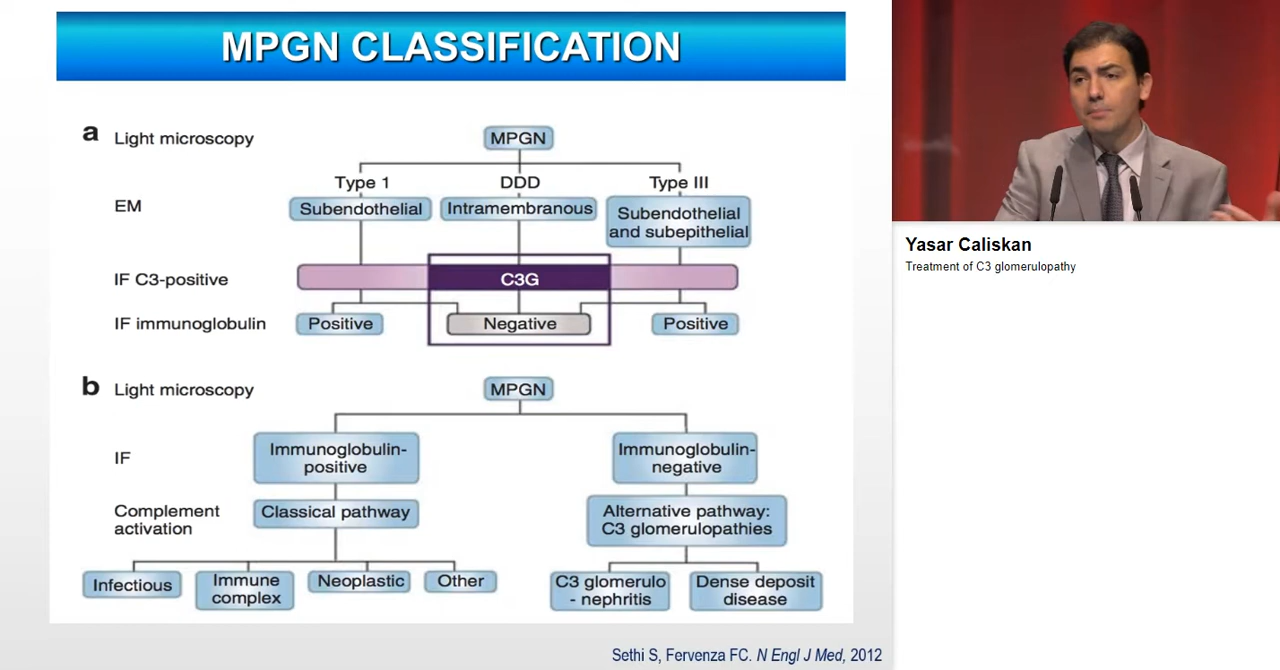 MPGN CLASSIFICATION
a
Light microscopy
MPGN
Type 1
DDD
Type III
EM
Subendothelial
Intramembranous
Subendothelial
and subepithelial
IF C3-positive
C3G
IF immunoglobulin
Positive
Negative
Positive
b
Light microscopy
MPGN
IF
Immunoglobulin-
positive
Immunoglobulin-
negative
Complement
activation
Classical pathway
Alternative pathway:
C3 glomerulopathies
Infectious
Immune
complex
Neoplastic
Other
C3 glomerulo
- nephritis
Dense deposit
disease
Sethi S, Fervenza FC. N Engl J Med, 2012
Yasar Caliskan
Treatment of C3 glomerulopathy